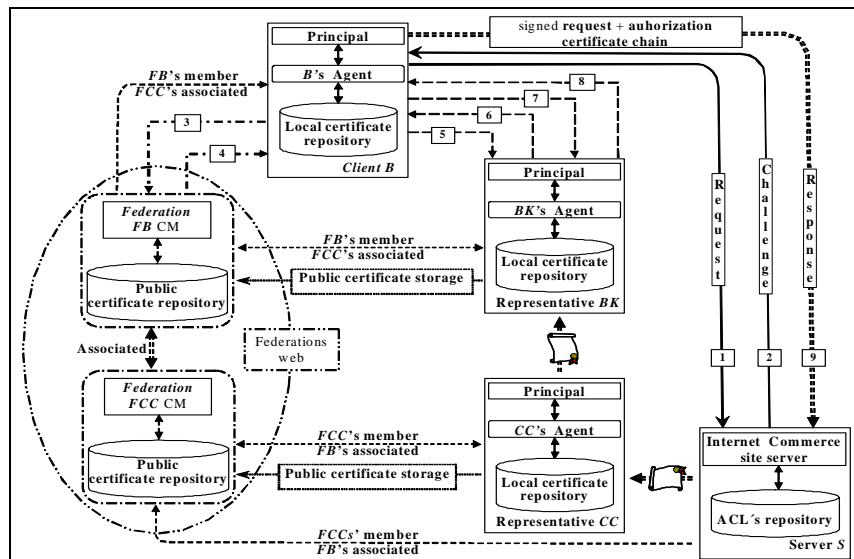 signed request + auhorization
certificate chain
Principal
B's Agent
Local certificate
repository
Client B
FB's member
FCC's associated
3
4
8
7
6
5
Principal
BK's Agent
Local certificate
repository
Representative BK
Federation
FB CM
Public
certificate repository
FB's member
FCC's associated
Public certificate storage
Associated
Federations
web
Request
Challenge
Response
1
2
9
Federation
FCC CM
Public
certificate repository
FCC's member
FB's associated
Public certificate storage
Principal
CC's Agent
Local certificate
repository
Representative CC
Internet Commerce
site server
ACL´s repository
Server S
FCCs' member
FB's associated